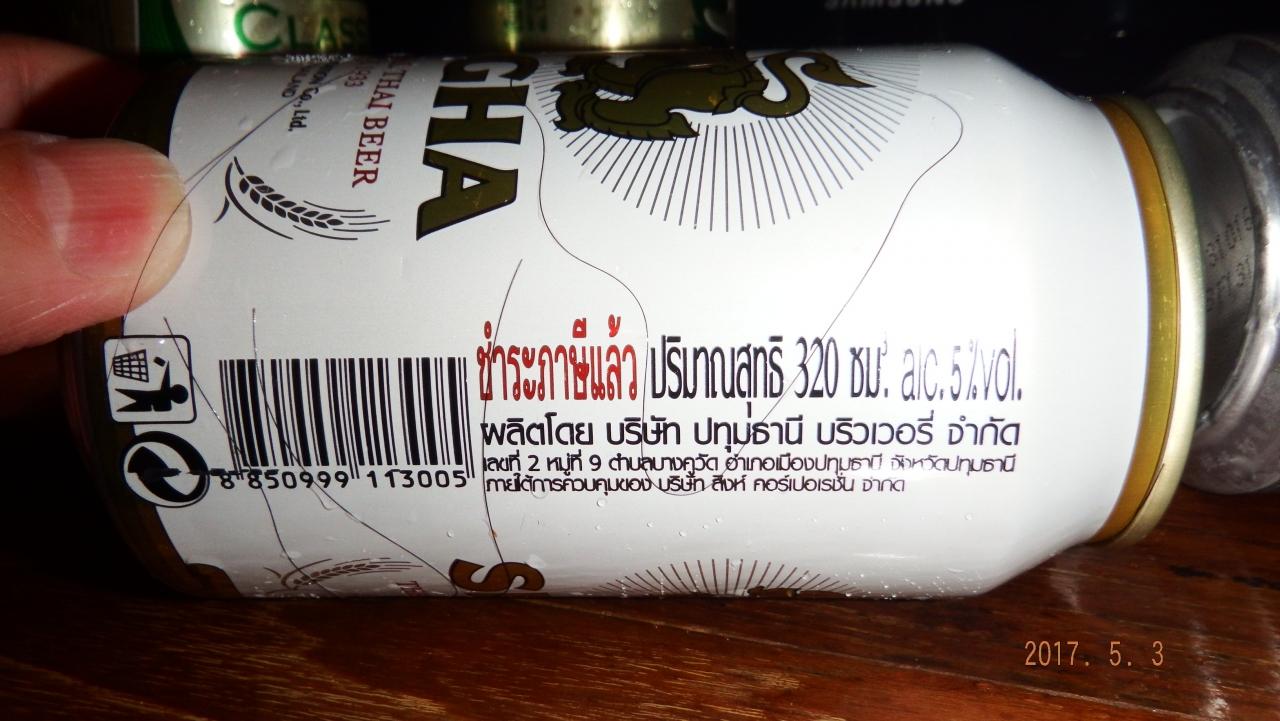 CLASS
SAMSUNG
GHA
THAI BEER
Co., Ltd.
ชำระภาษีแล้ว ปริมาณสุทธิ 320 ซม³ alc. 5%vol.
ผลิตโดย บริษัท ปทุมธานี บริวเวอรี่ จำกัด
เลขที่ 2 หมู่ที่ 9 ตำบลบางคูวัด อำเภอเมืองปทุมธานี จังหวัดปทุมธานี
ภายใต้การควบคุมของ บริษัท สิงห์ คอร์เปอเรชั่น จำกัด
8 850999 113005
S
2017. 5. 3